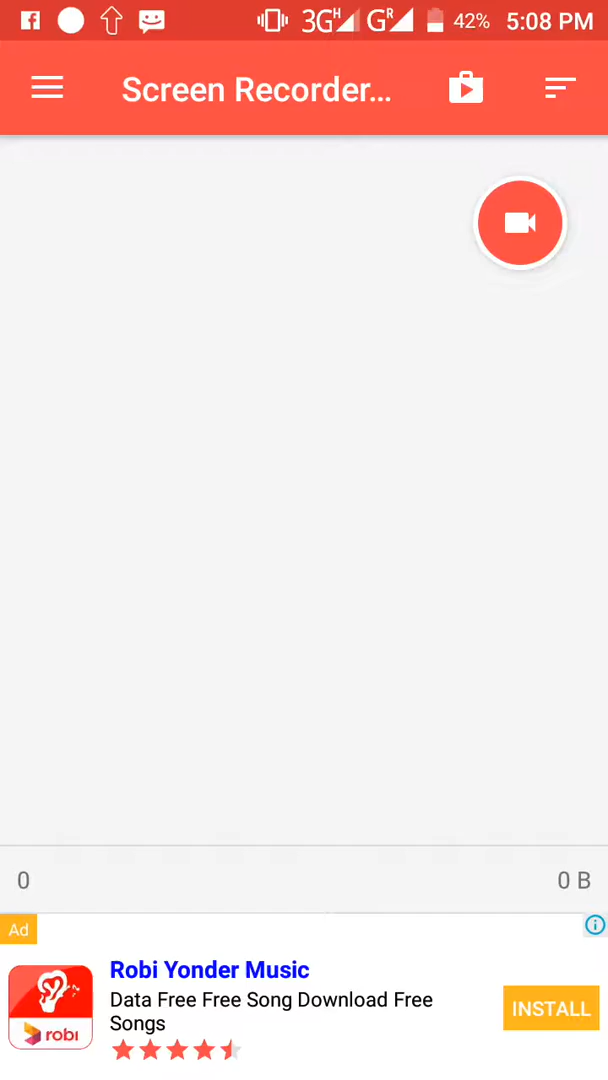 3G H G R 42% 5:08 PM
Screen Recorder...
0 0 B
Ad
Robi Yonder Music
Data Free Free Song Download Free
Songs
INSTALL
robi